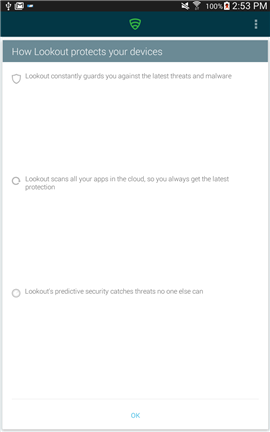 100% 2:53 PM
How Lookout protects your devices
Lookout constantly guards you against the latest threats and malware
Lookout scans all your apps in the cloud, so you always get the latest
protection
Lookout's predictive security catches threats no one else can
OK